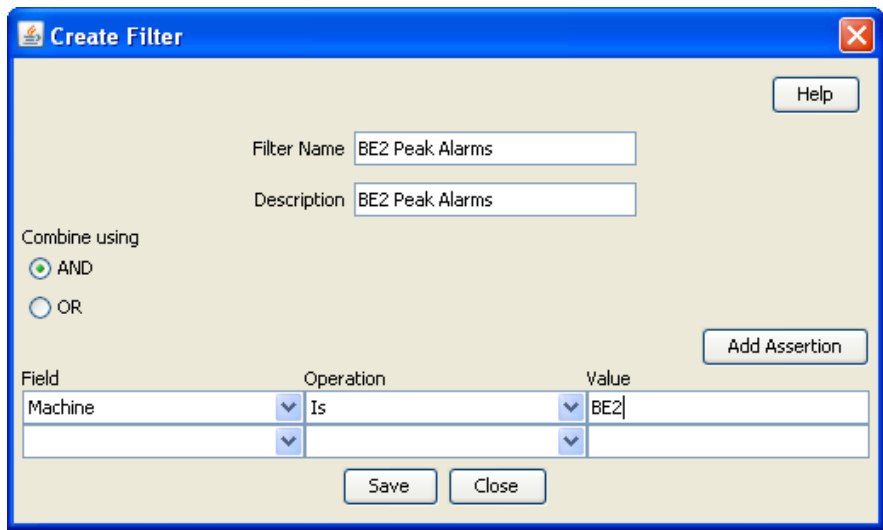 Create Filter
Help
Filter Name BE2 Peak Alarms
Description BE2 Peak Alarms
Combine using
AND
OR
Add Assertion
Field Operation Value
Machine Is BE2
Save Close